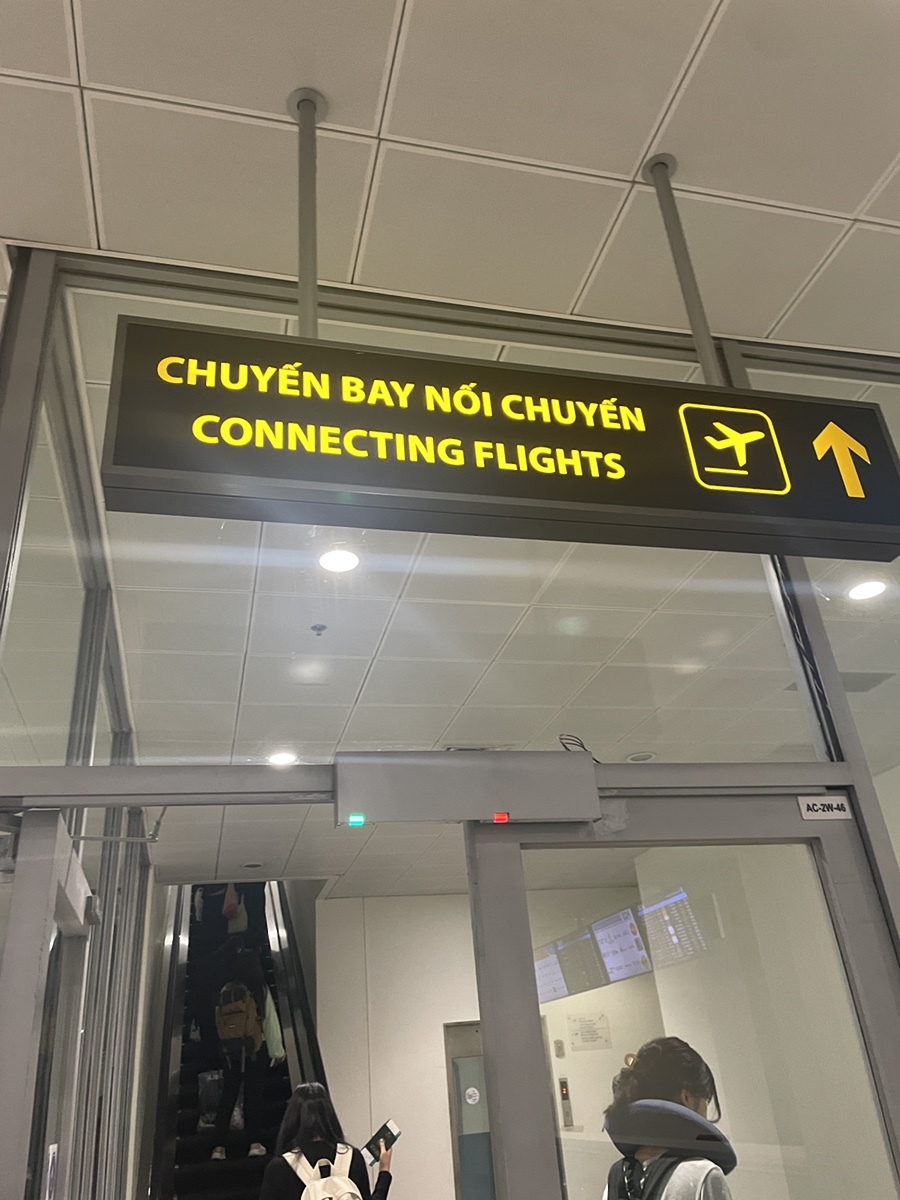 CHUYẾN BAY NỐI CHUYẾN
CONNECTING FLIGHTS
AC-2W-46